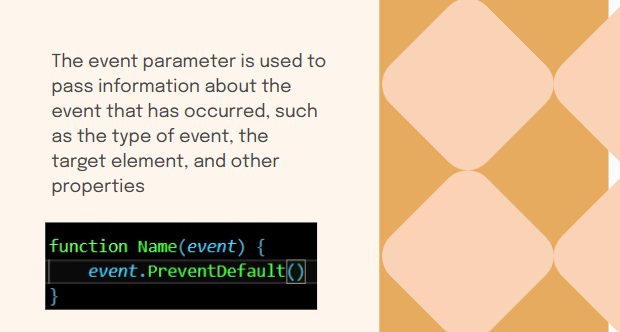 The event parameter is used to
pass information about the
event that has occurred, such
as the type of event, the
target element, and other
properties
function Name(event) {
    event.PreventDefault()
}